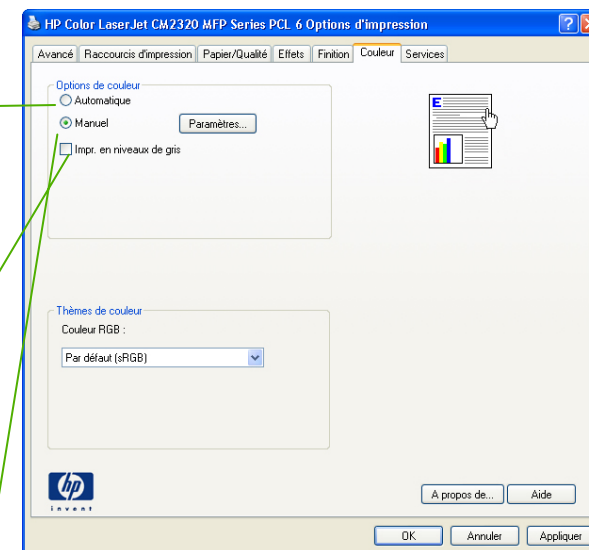 HP Color LaserJet CM2320 MFP Series PCL 6 Options d'impression
Avancé Raccourcis d'impression Papier/Qualité Effets Finition Couleur Services
Options de couleur
Automatique
Manuel Paramètres...
Impr. en niveaux de gris
E
Thèmes de couleur
Couleur RGB :
Par défaut (sRGB)
hp
invent
A propos de... Aide
OK Annuler Appliquer